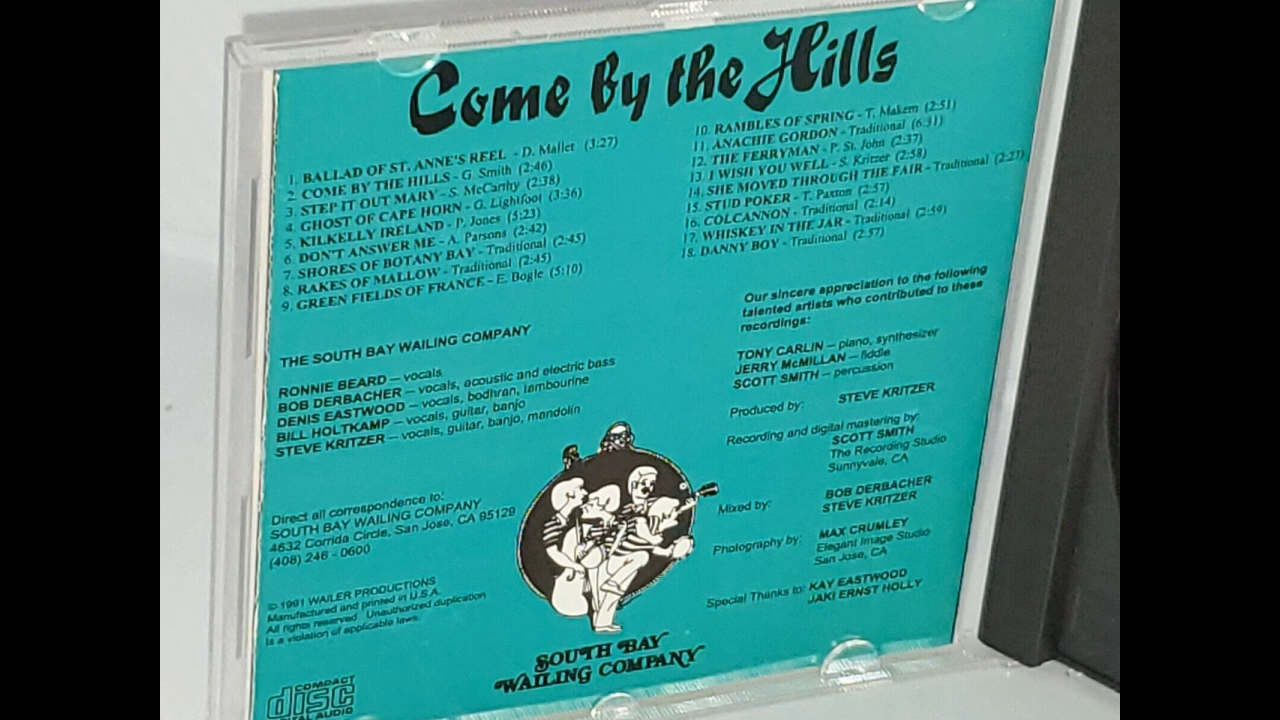 Come By the Hills
1. BALLAD OF ST. ANNE'S REEL - D. Mallet (3:27)
2. COME BY THE HILLS - G. Smith (2:46)
3. STEP IT OUT MARY - S. McCarthy (2:38)
4. GHOST OF CAPE HORN - G. Lightfoot (3:36)
5. KILKELLY IRELAND - P. Jones (5:23)
6. DON'T ANSWER ME - A. Parsons (2:42)
7. SHORES OF BOTANY BAY - Traditional (2:45)
8. RAKES OF MALLOW - Traditional (2:45)
9. GREEN FIELDS OF FRANCE - E. Bogle (5:10)
10. RAMBLES OF SPRING - T. Makem (2:51)
11. ANACHIE GORDON - Traditional (6:31)
12. THE FERRYMAN - P. St. John (2:37)
13. I WISH YOU WELL - S. Kritzer (2:58)
14. SHE MOVED THROUGH THE FAIR - Traditional (2:27)
15. STUD POKER - T. Paxton (2:57)
16. COLCANNON - Traditional (2:14)
17. WHISKEY IN THE JAR - Traditional (2:59)
18. DANNY BOY - Traditional (2:57)
THE SOUTH BAY WAILING COMPANY
RONNIE BEARD — vocals
BOB DERBACHER — vocals, acoustic and electric bass
DENIS EASTWOOD — vocals, bodhran, tambourine
BILL HOLTKAMP — vocals, guitar, banjo
STEVE KRITZER — vocals, guitar, banjo, mandolin
Our sincere appreciation to the following
talented artists who contributed to these
recordings:
TONY CARLIN — piano, synthesizer
JERRY McMILLAN — fiddle
SCOTT SMITH — percussion
Produced by: STEVE KRITZER
Recording and digital mastering by:
SCOTT SMITH
The Recording Studio
Sunnyvale, CA
Mixed by: BOB DERBACHER
STEVE KRITZER
Photography by: MAX CRUMLEY
Elegant Image Studio
San Jose, CA
Special Thanks to: KAY EASTWOOD
JAKI ERNST HOLLY
Direct all correspondence to:
SOUTH BAY WAILING COMPANY
4632 Corrida Circle, San Jose, CA 95129
(408) 246 - 0600
© 1991 WAILER PRODUCTIONS
Manufactured and printed in U.S.A.
All rights reserved. Unauthorized duplication
is a violation of applicable laws.
SOUTH BAY
WAILING COMPANY
COMPACT
disc
DIGITAL AUDIO